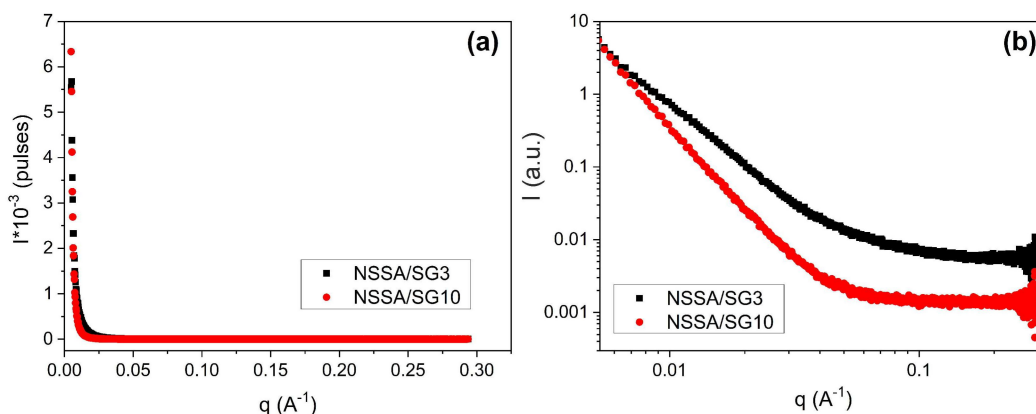 (a)
7
6
5
4
3
2
1
0
I*10⁻³ (pulses)
NSSA/SG3
NSSA/SG10
0.00 0.05 0.10 0.15 0.20 0.25 0.30
q (A⁻¹)
(b)
10
1
0.1
0.01
0.001
I (a.u.)
NSSA/SG3
NSSA/SG10
0.01 0.1
q (A⁻¹)